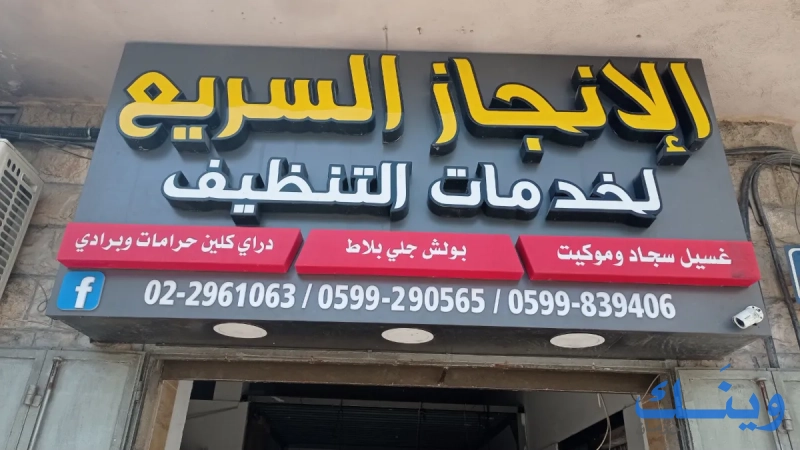 الإنجاز السريع
لخدمات التنظيف
غسيل سجاد وموكيت
بولش جلي بلاط
دراي كلين حرامات وبرادي
f
02-2961063 / 0599-290565 / 0599-839406
وينَك